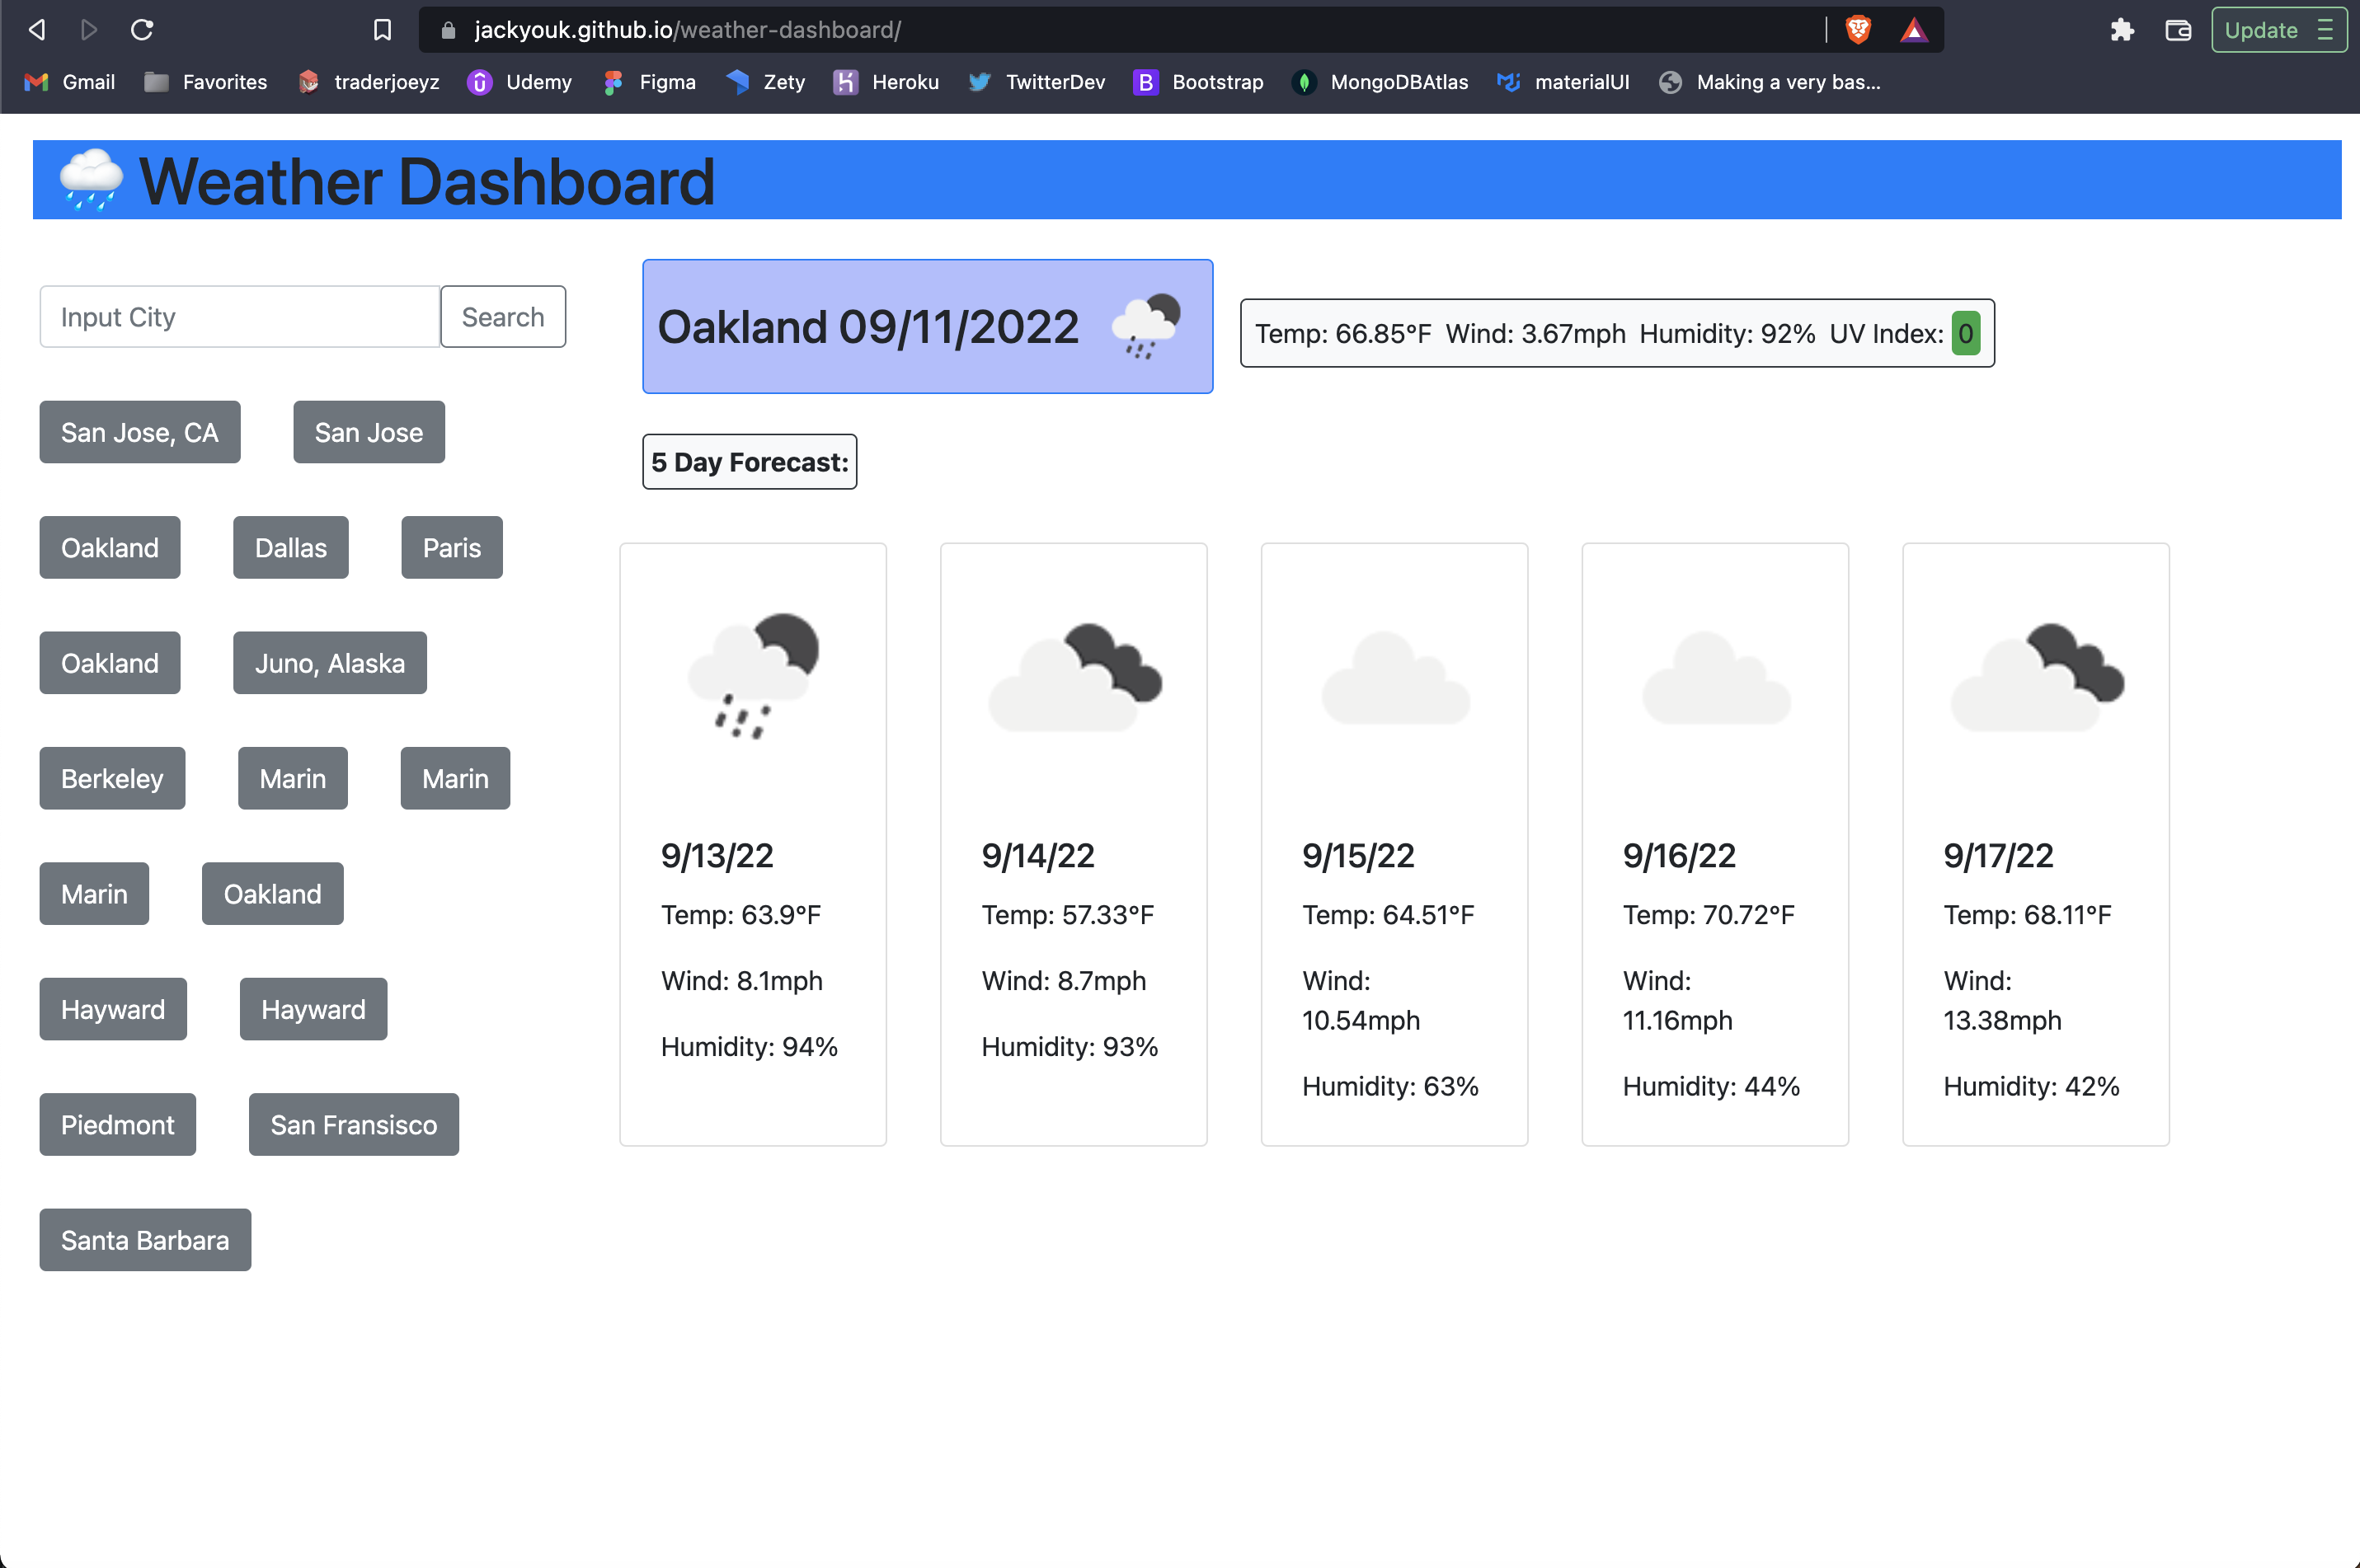 jackyouk.github.io/weather-dashboard/
Update
Gmail Favorites traderjoeyz Udemy Figma Zety Heroku TwitterDev Bootstrap MongoDBAtlas materialUI Making a very bas...
Weather Dashboard
Input City Search
San Jose, CA San Jose
Oakland Dallas Paris
Oakland Juno, Alaska
Berkeley Marin Marin
Marin Oakland
Hayward Hayward
Piedmont San Fransisco
Santa Barbara
Oakland 09/11/2022
Temp: 66.85°F Wind: 3.67mph Humidity: 92% UV Index: 0
5 Day Forecast:
9/13/22
Temp: 63.9°F
Wind: 8.1mph
Humidity: 94%
9/14/22
Temp: 57.33°F
Wind: 8.7mph
Humidity: 93%
9/15/22
Temp: 64.51°F
Wind:
10.54mph
Humidity: 63%
9/16/22
Temp: 70.72°F
Wind:
11.16mph
Humidity: 44%
9/17/22
Temp: 68.11°F
Wind:
13.38mph
Humidity: 42%